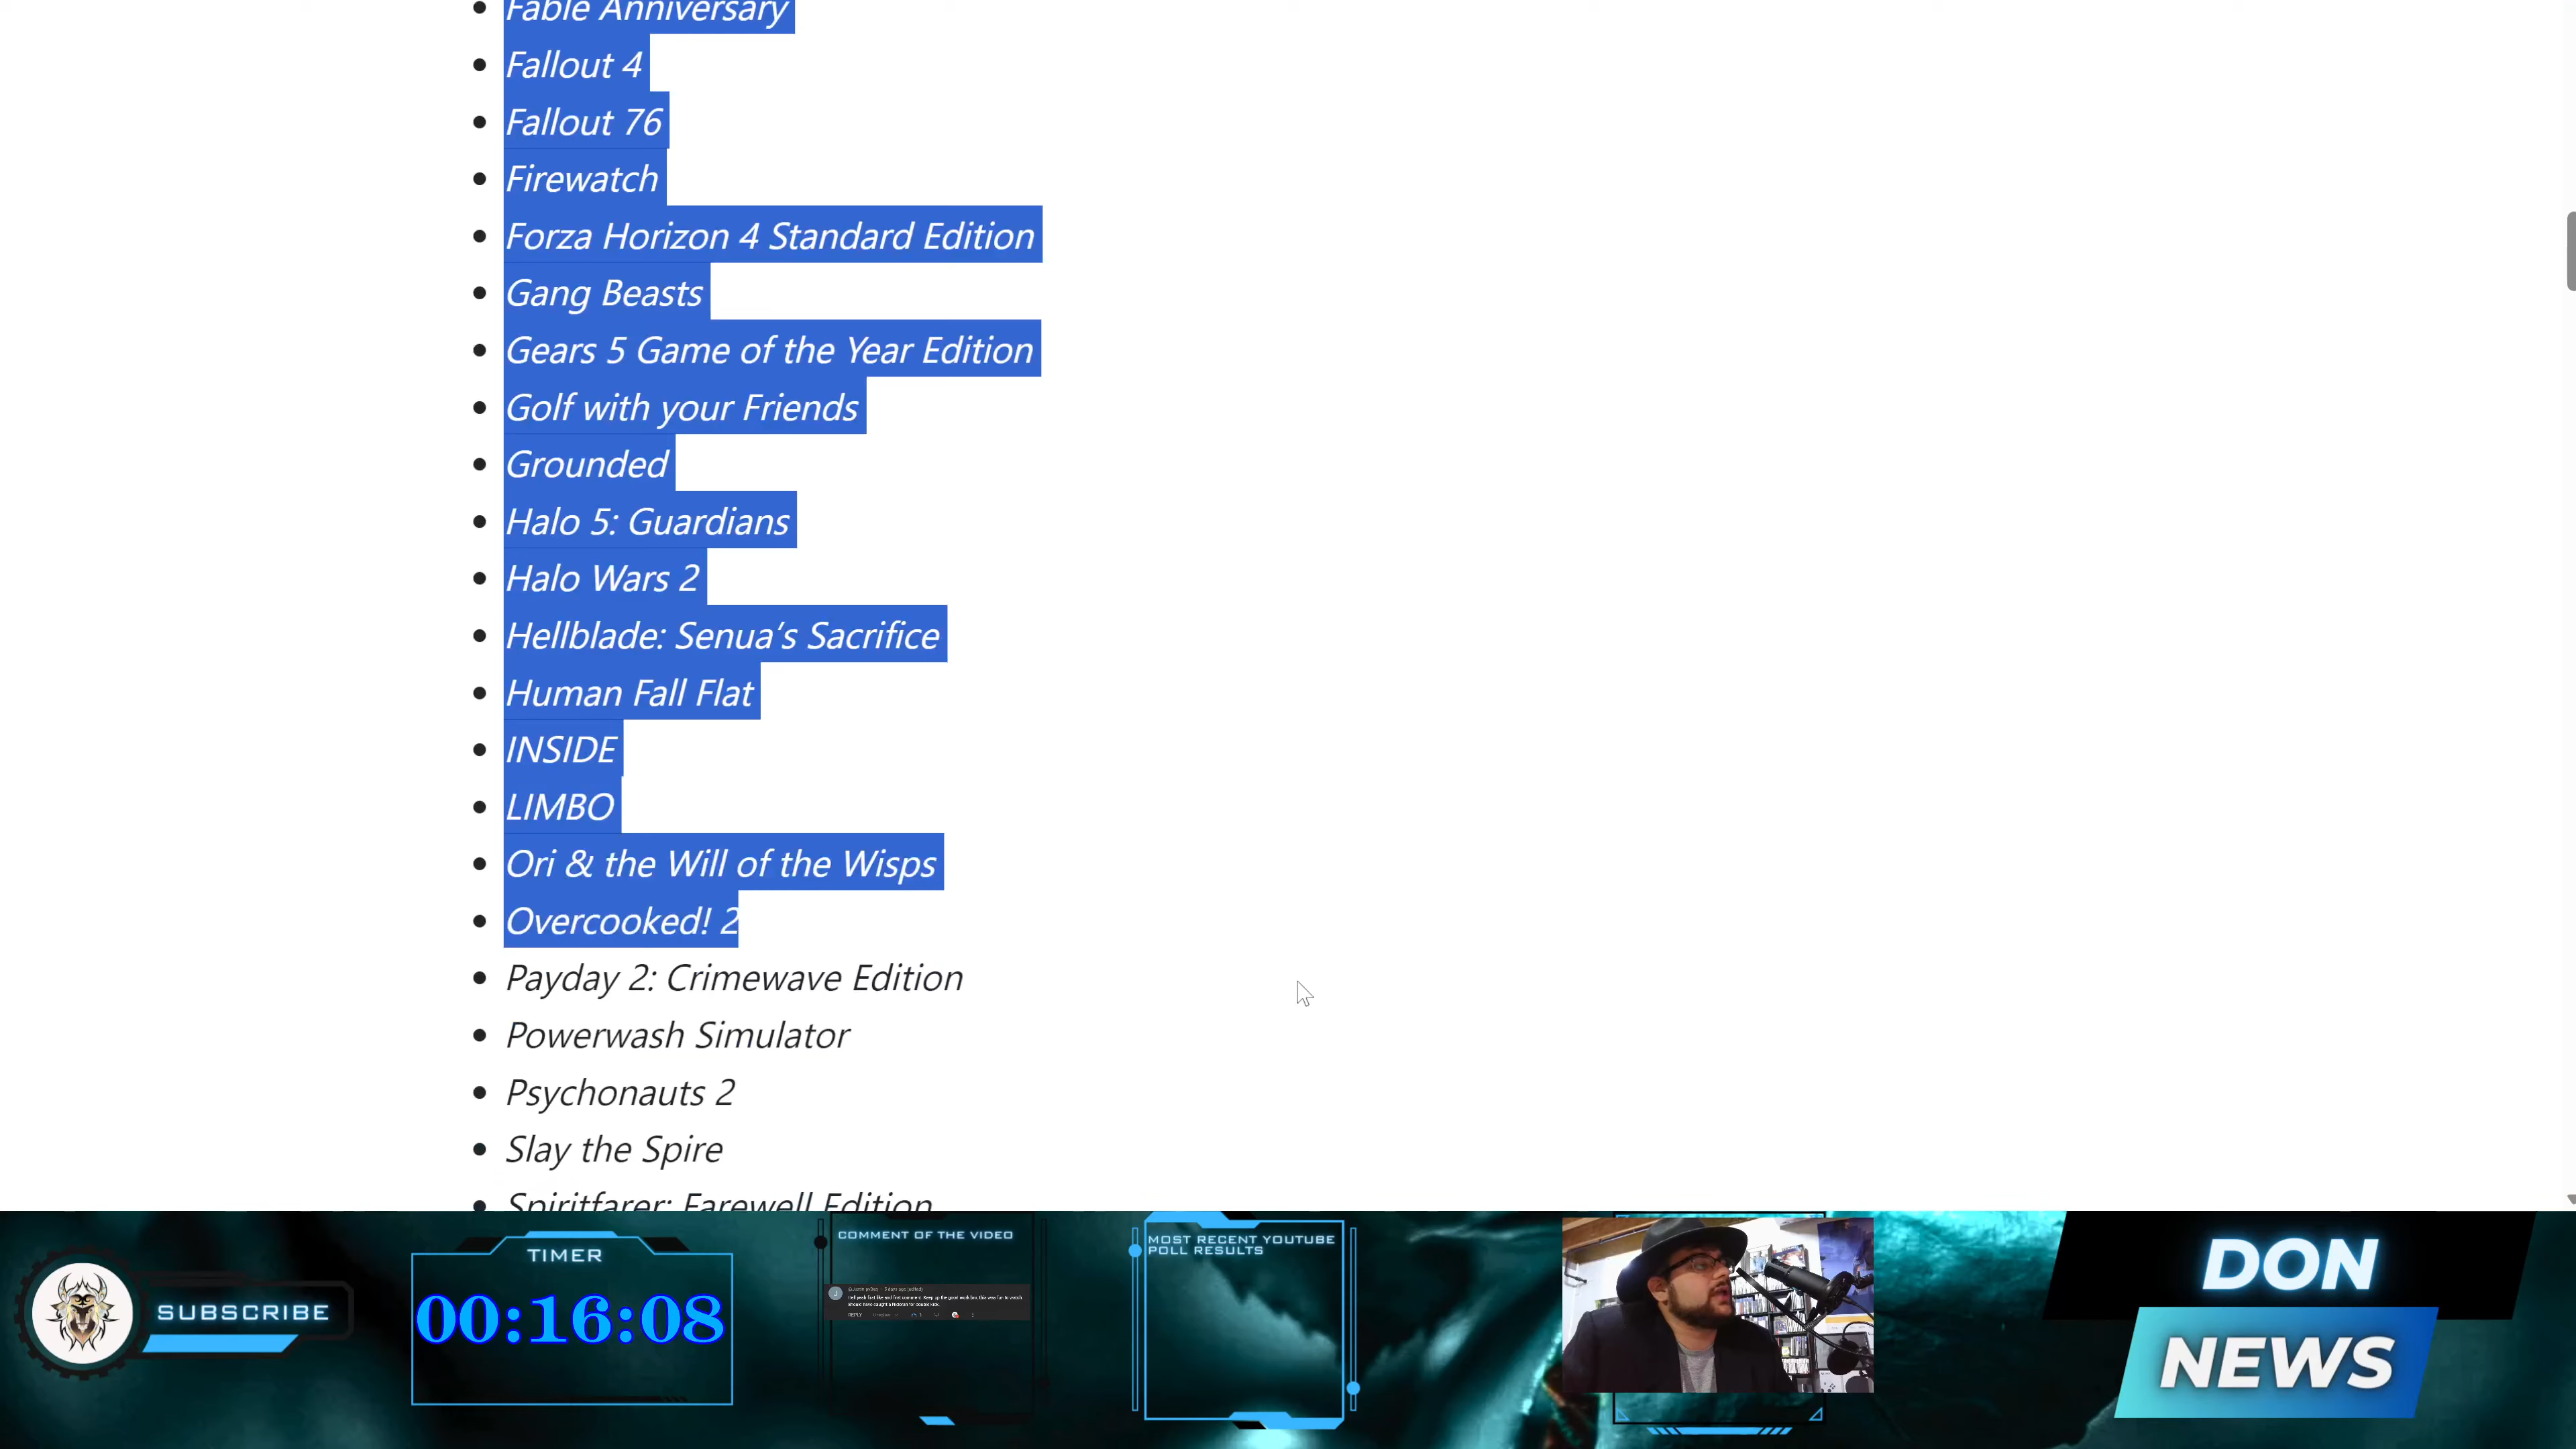 Fable Anniversary
Fallout 4
Fallout 76
Firewatch
Forza Horizon 4 Standard Edition
Gang Beasts
Gears 5 Game of the Year Edition
Golf with your Friends
Grounded
Halo 5: Guardians
Halo Wars 2
Hellblade: Senua’s Sacrifice
Human Fall Flat
INSIDE
LIMBO
Ori & the Will of the Wisps
Overcooked! 2
Payday 2: Crimewave Edition
Powerwash Simulator
Psychonauts 2
Slay the Spire
Spiritfarer: Farewell Edition
SUBSCRIBE
TIMER
00:16:08
COMMENT OF THE VIDEO
REPLY
MOST RECENT YOUTUBE
POLL RESULTS
DON
NEWS